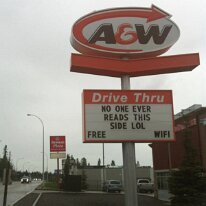 A&W
Drive Thru
NO ONE EVER
READS THIS
SIDE LOL
FREE WIFI